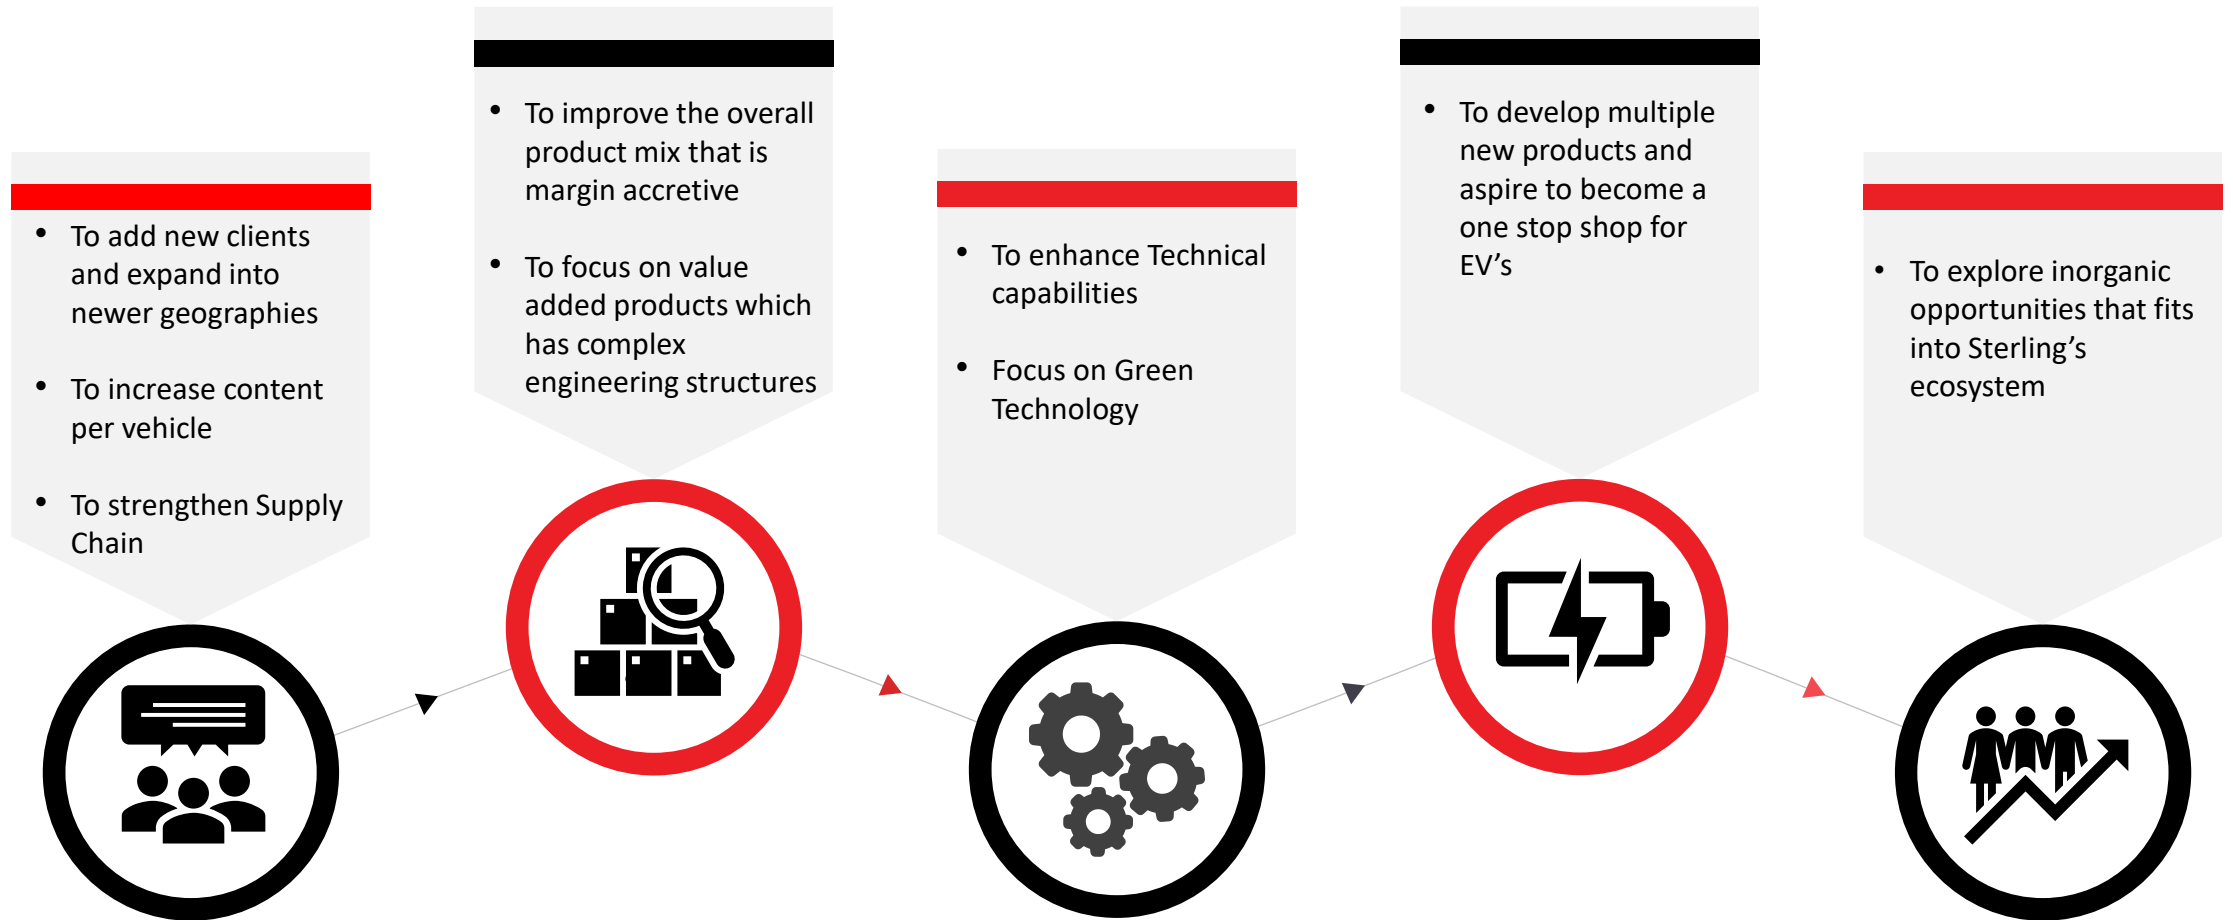 • To add new clients
and expand into
newer geographies
• To increase content
per vehicle
• To strengthen Supply
Chain
• To improve the overall
product mix that is
margin accretive
• To focus on value
added products which
has complex
engineering structures
• To enhance Technical
capabilities
• Focus on Green
Technology
• To develop multiple
new products and
aspire to become a
one stop shop for
EV’s
• To explore inorganic
opportunities that fits
into Sterling’s
ecosystem